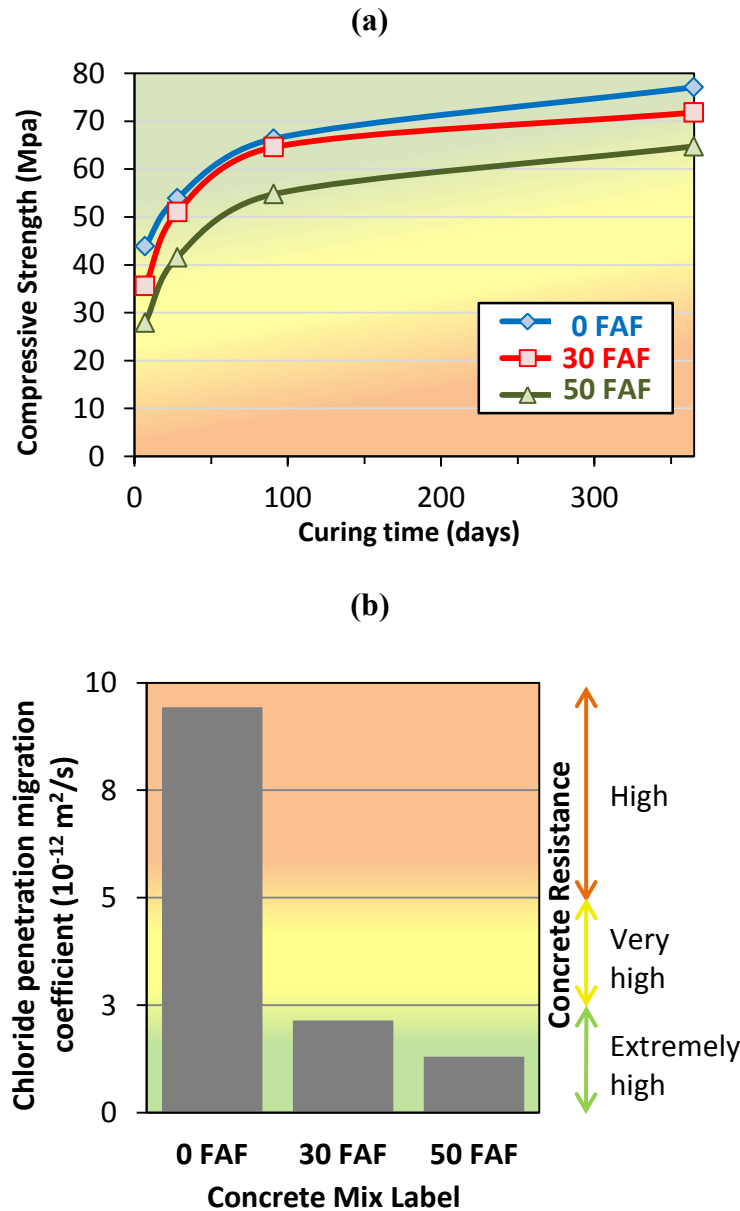 (a)
Compressive Strength (Mpa)
80
70
60
50
40
30
20
10
0
0 FAF
30 FAF
50 FAF
0
100
200
300
Curing time (days)
(b)
Chloride penetration migration
coefficient (10⁻¹² m²/s)
10
8
5
3
0
0 FAF
30 FAF
50 FAF
Concrete Mix Label
Concrete Resistance
High
Very
high
Extremely
high